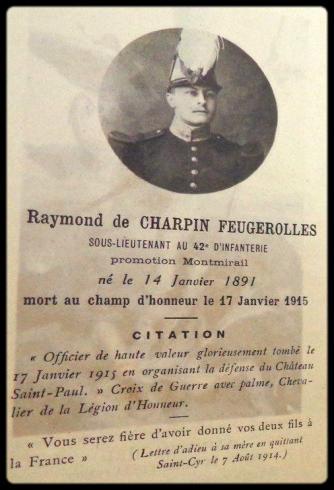 Raymond de CHARPIN FEUGEROLLES
SOUS-LIEUTENANT AU 42e D'INFANTERIE
promotion Montmirail
né le 14 Janvier 1891
mort au champ d'honneur le 17 Janvier 1915
CITATION
« Officier de haute valeur glorieusement tombé le
17 Janvier 1915 en organisant la défense du Château
Saint-Paul. » Croix de Guerre avec palme, Cheva-
lier de la Légion d'Honneur.
« Vous serez fière d'avoir donné vos deux fils à
la France »
(Lettre d'adieu à sa mère en quittant
Saint-Cyr le 7 Août 1914.)